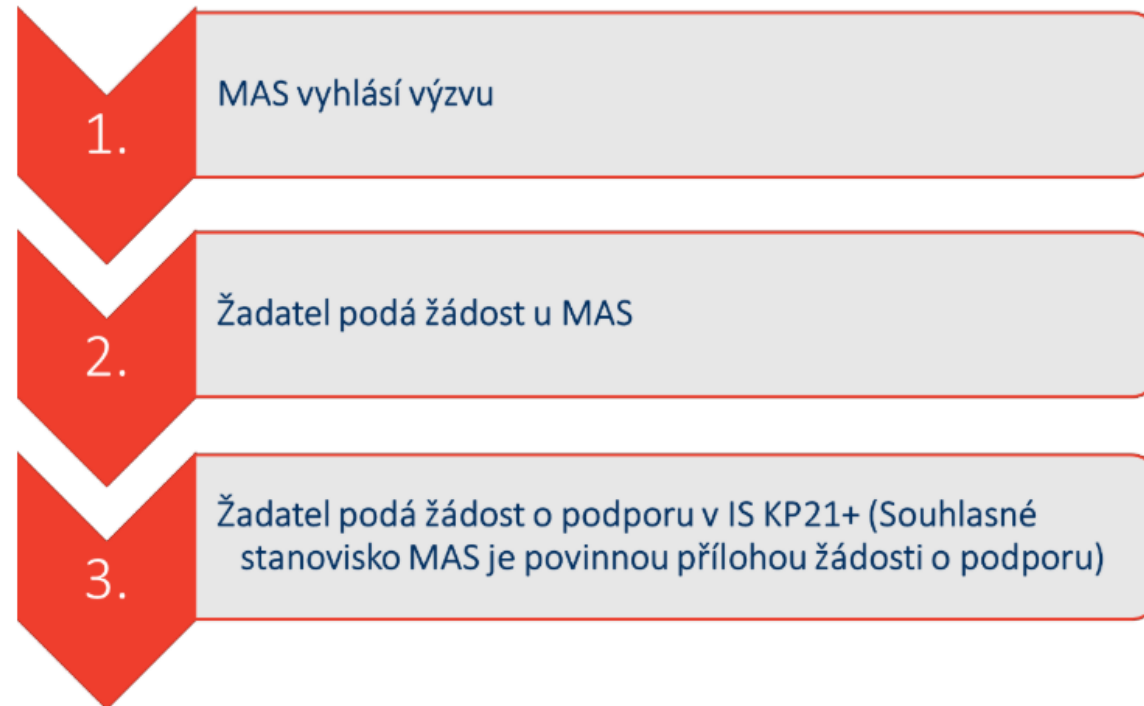 1.
MAS vyhlásí výzvu
2.
Žadatel podá žádost u MAS
3.
Žadatel podá žádost o podporu v IS KP21+ (Souhlasné
stanovisko MAS je povinnou přílohou žádosti o podporu)